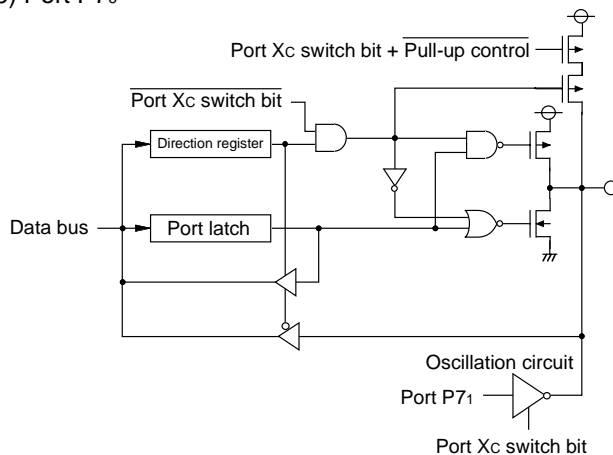 Port XC switch bit + Pull-up control
Port XC switch bit
Direction register
Data bus
Port latch
Oscillation circuit
Port P71
Port XC switch bit